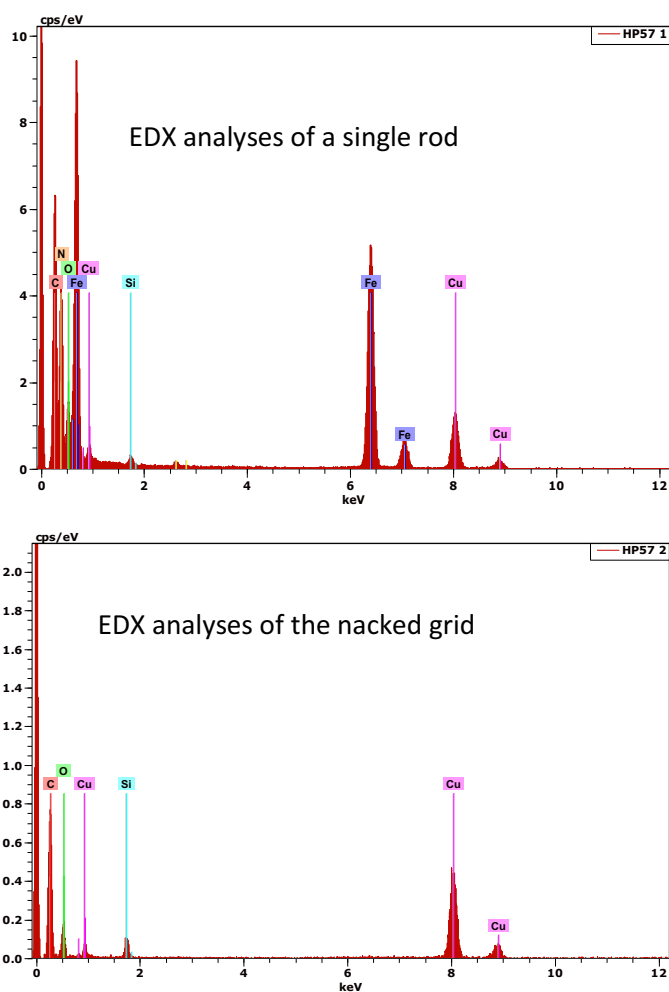 cps/eV
HP57 1
10
EDX analyses of a single rod
8
6
N
O Cu
C Fe Si Fe Cu
4
2
Fe Cu
0
0 2 4 6 8 10 12
keV
cps/eV
HP57 2
2.0
EDX analyses of the nacked grid
1.8
1.6
1.4
1.2
1.0
O
C Cu Si Cu
0.8
0.6
0.4
0.2
Cu
0.0
0 2 4 6 8 10 12
keV